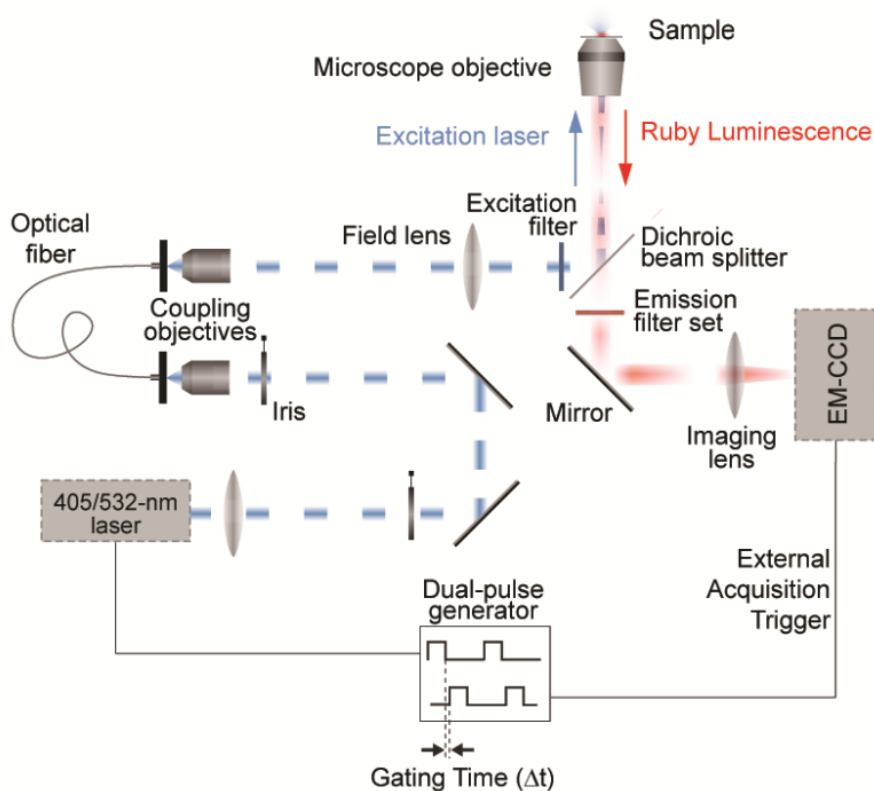 Sample
Microscope objective
Excitation laser
Ruby Luminescence
Optical
fiber
Field lens
Excitation
filter
Dichroic
beam splitter
Coupling
objectives
Emission
filter set
Iris
Mirror
Imaging
lens
EM-CCD
405/532-nm
laser
External
Acquisition
Trigger
Dual-pulse
generator
Gating Time (Δt)